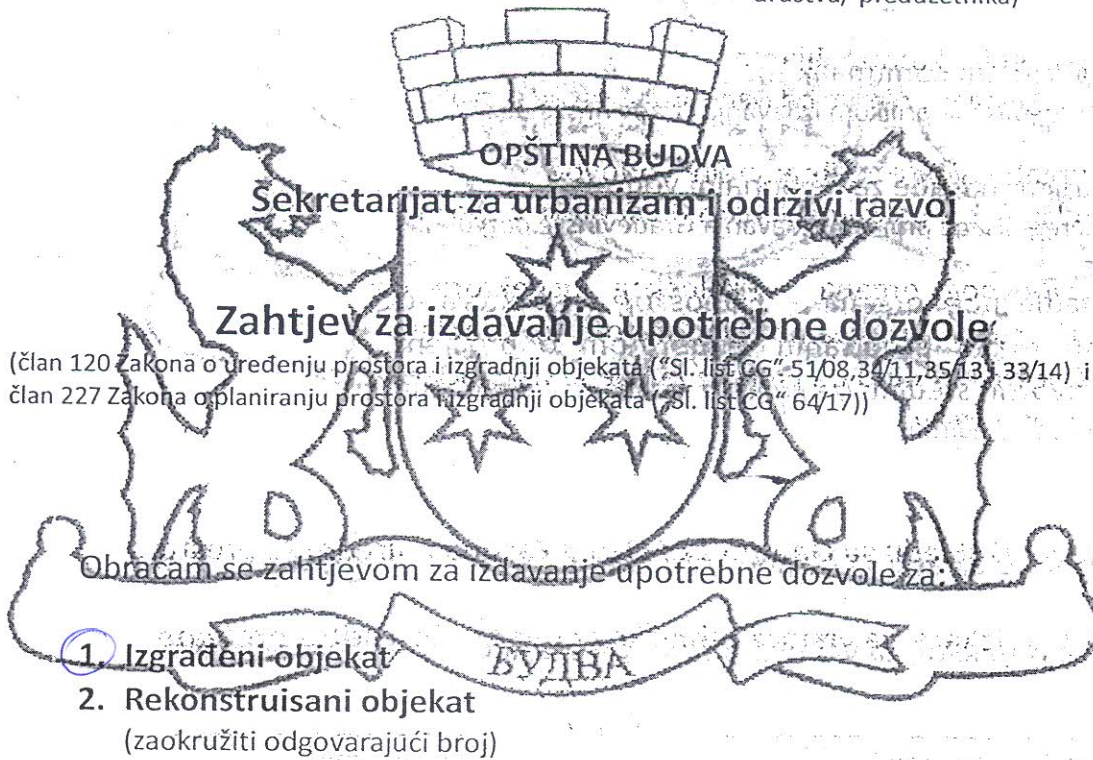 društva/ preduzetnika)
OPŠTINA BUDVA
Sekretarijat za urbanizam i održivi razvoj
Zahtjev za izdavanje upotrebne dozvole
(član 120 Zakona o uređenju prostora i izgradnji objekata ("Sl. list CG" 51/08,34/11,35/13 i 33/14) i
član 227 Zakona o planiranju prostora i izgradnji objekata ("Sl. list CG" 64/17))
Obraćam se zahtjevom za izdavanje upotrebne dozvole za:
1. Izgrađeni objekat
БУДВА
2. Rekonstruisani objekat
(zaokružiti odgovarajući broj)